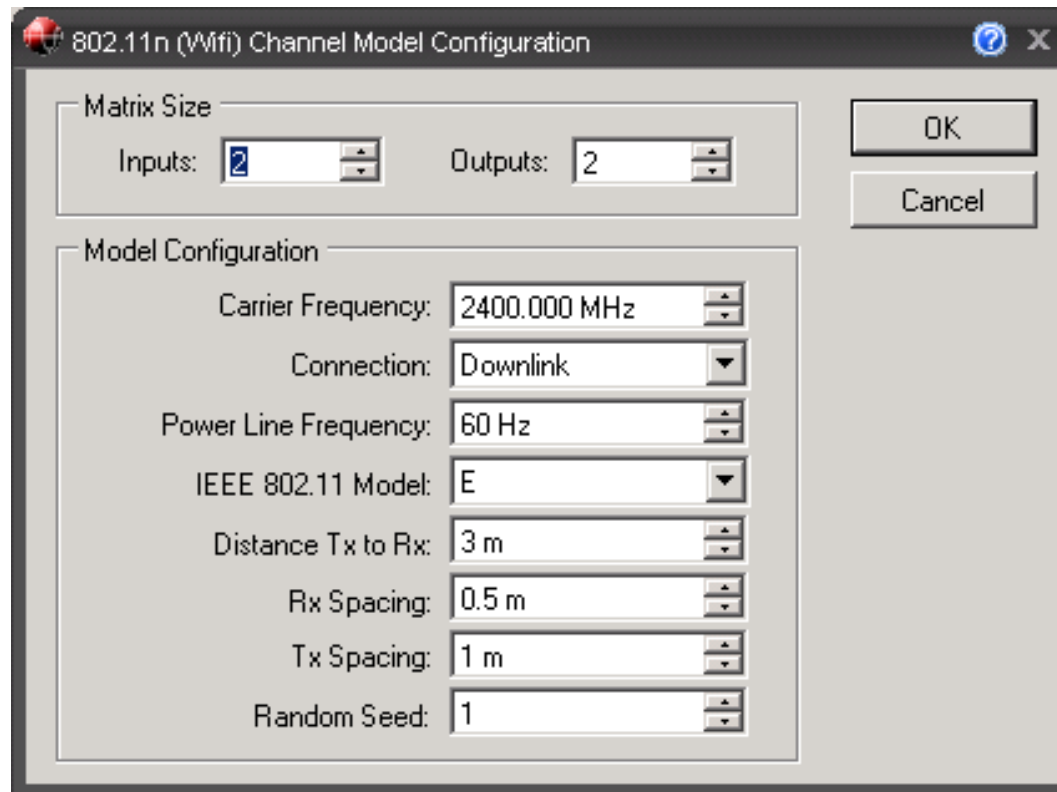 802.11n (Wifi) Channel Model Configuration
Matrix Size
Inputs: 2 Outputs: 2
OK
Cancel
Model Configuration
Carrier Frequency: 2400.000 MHz
Connection: Downlink
Power Line Frequency: 60 Hz
IEEE 802.11 Model: E
Distance Tx to Rx: 3 m
Rx Spacing: 0.5 m
Tx Spacing: 1 m
Random Seed: 1